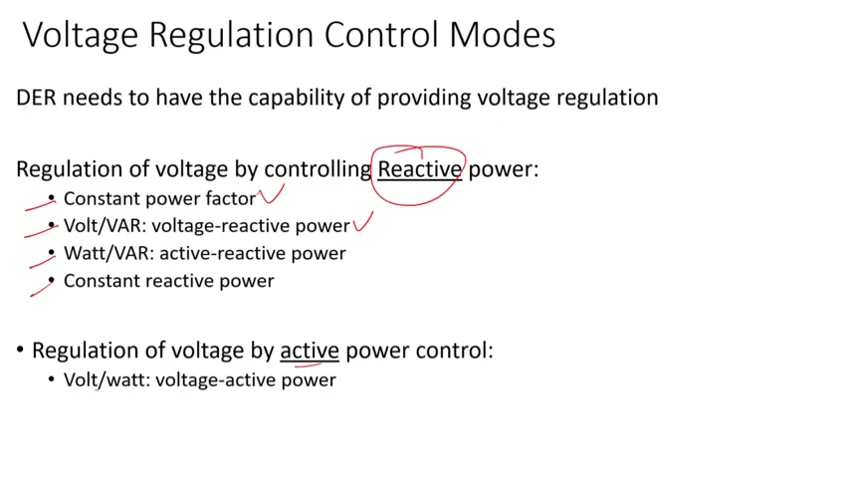 Voltage Regulation Control Modes
DER needs to have the capability of providing voltage regulation
Regulation of voltage by controlling Reactive power:
• Constant power factor
• Volt/VAR: voltage-reactive power
• Watt/VAR: active-reactive power
• Constant reactive power
• Regulation of voltage by active power control:
• Volt/watt: voltage-active power